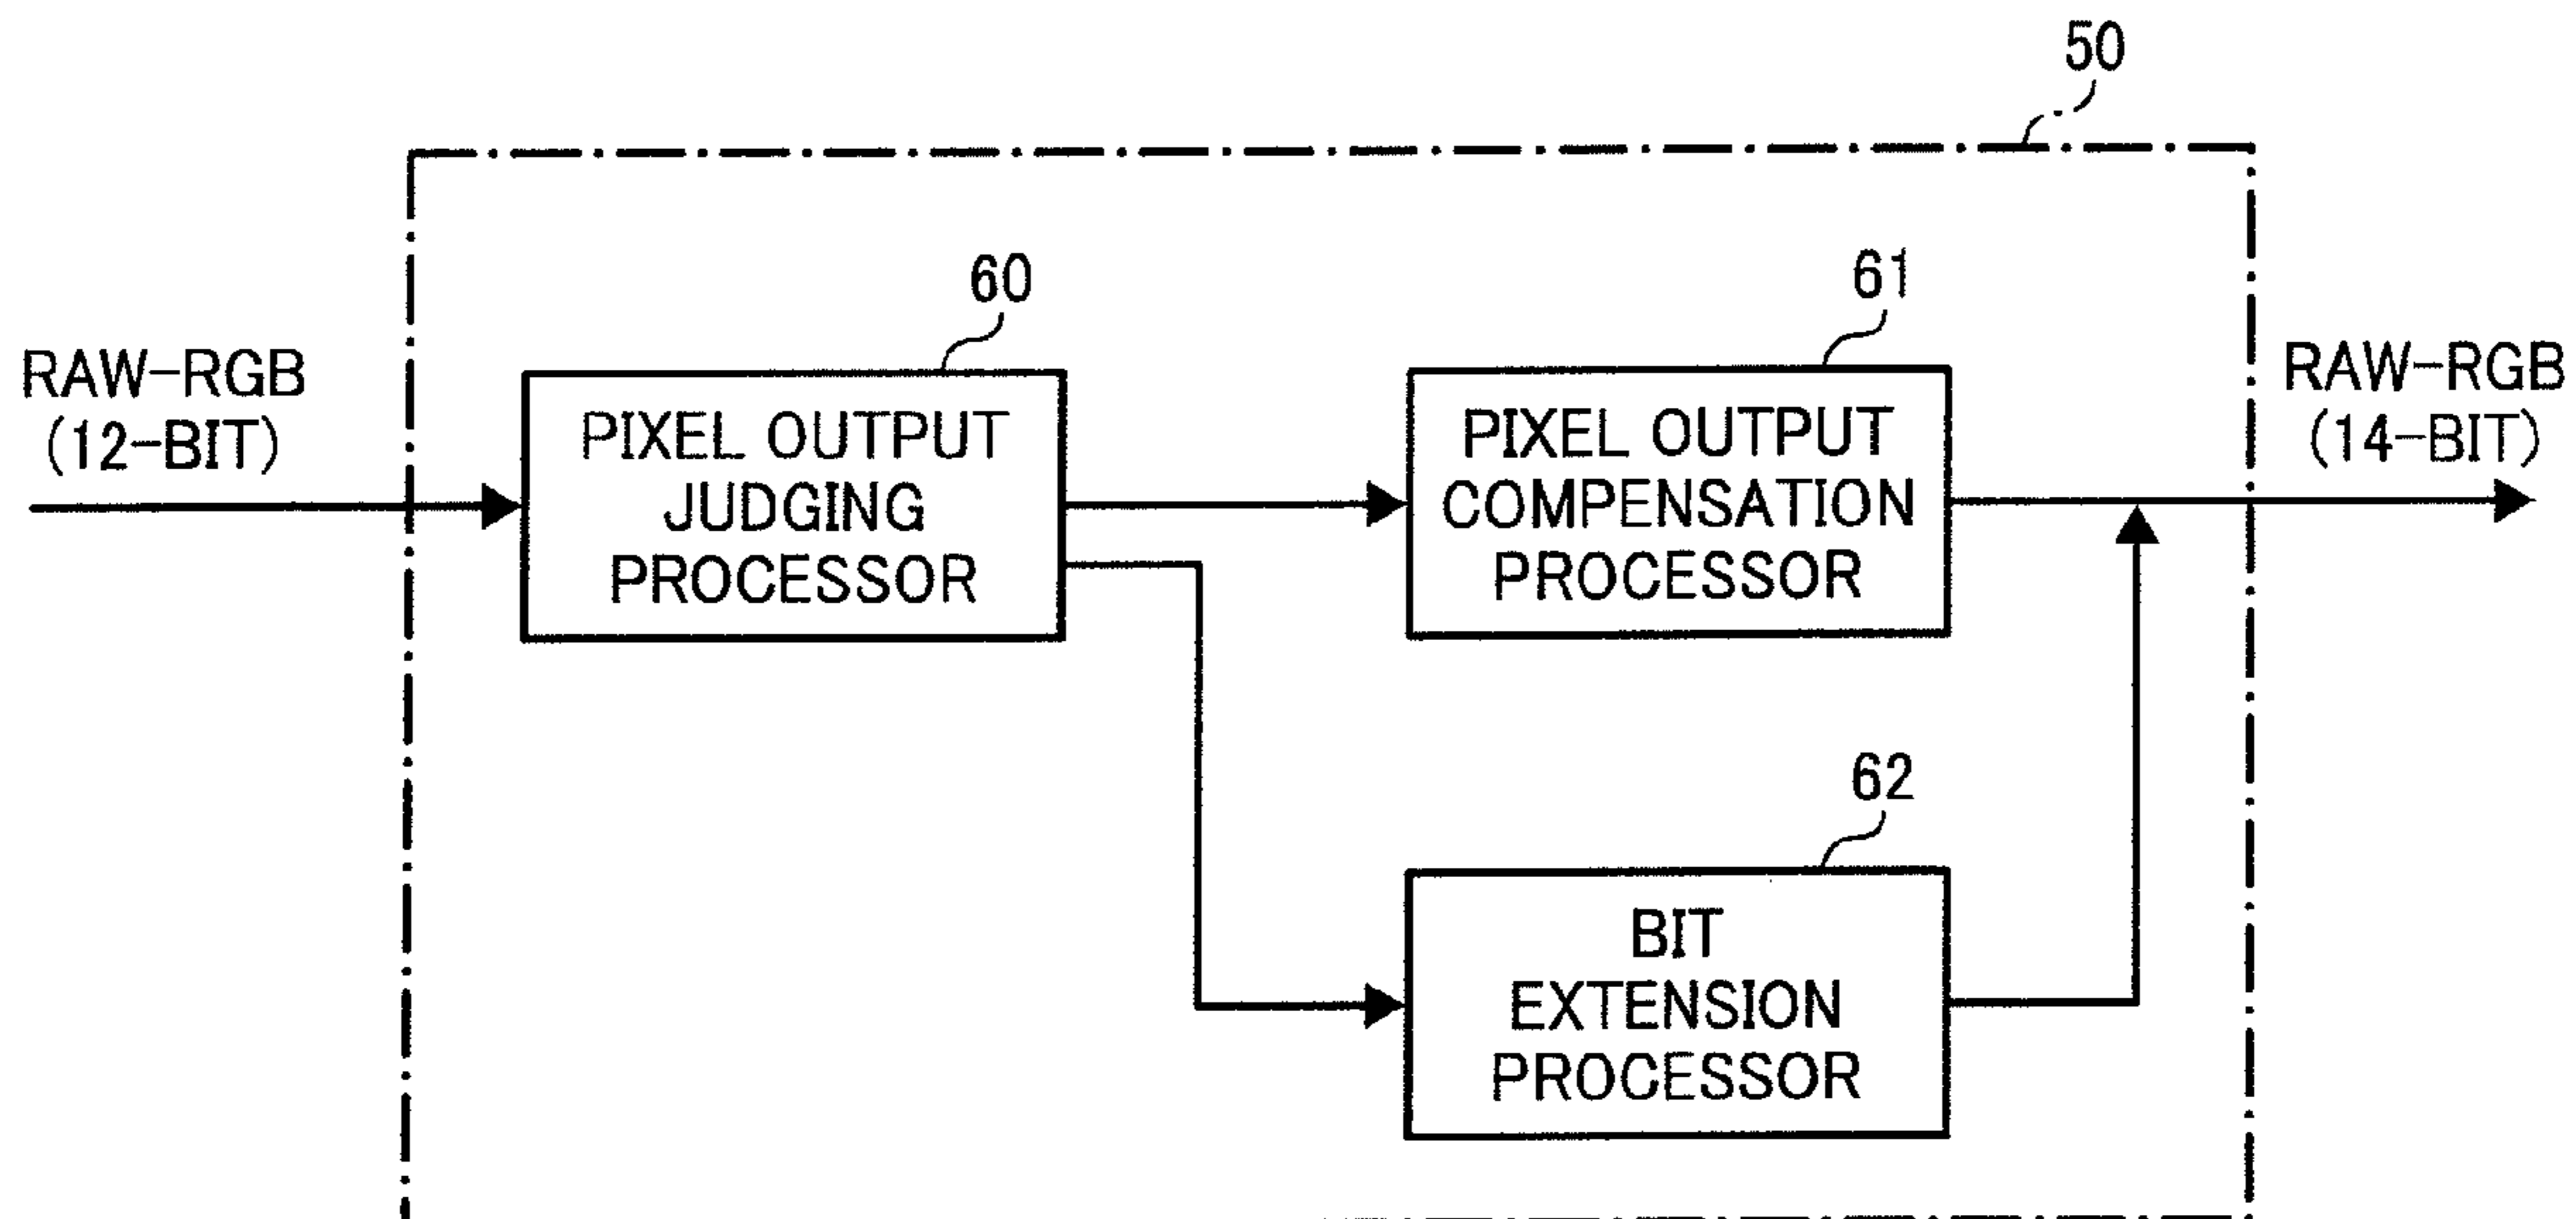 50
60
61
RAW-RGB
(12-BIT)
PIXEL OUTPUT
JUDGING
PROCESSOR
PIXEL OUTPUT
COMPENSATION
PROCESSOR
RAW-RGB
(14-BIT)
62
BIT
EXTENSION
PROCESSOR